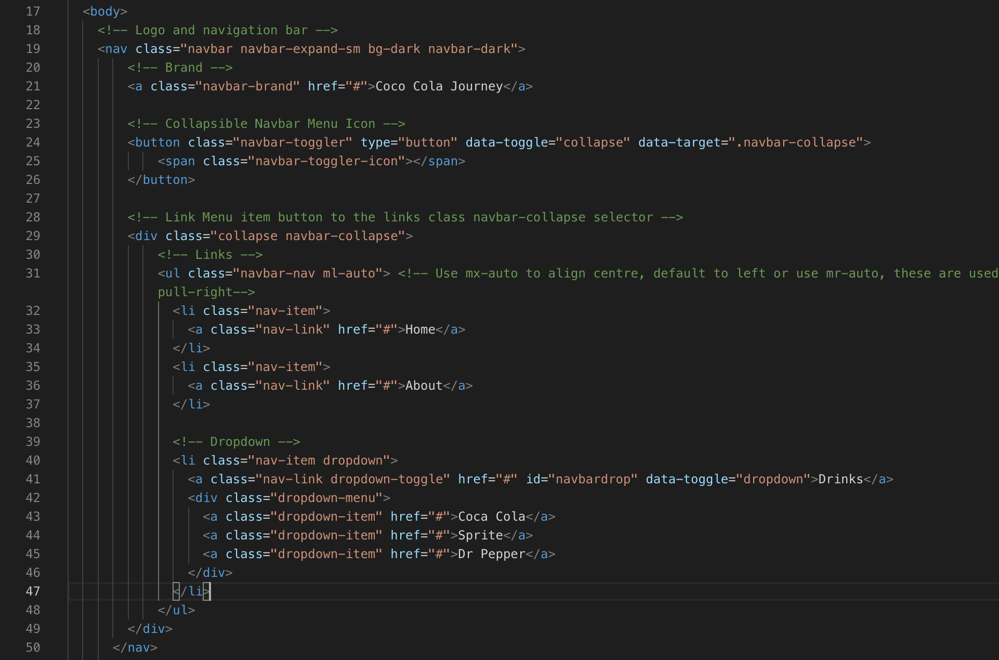 17 <body>
18 <!-- Logo and navigation bar -->
19 <nav class="navbar navbar-expand-sm bg-dark navbar-dark">
20 <!-- Brand -->
21 <a class="navbar-brand" href="#">Coco Cola Journey</a>
22
23 <!-- Collapsible Navbar Menu Icon -->
24 <button class="navbar-toggler" type="button" data-toggle="collapse" data-target=".navbar-collapse">
25 <span class="navbar-toggler-icon"></span>
26 </button>
27
28 <!-- Link Menu item button to the links class navbar-collapse selector -->
29 <div class="collapse navbar-collapse">
30 <!-- Links -->
31 <ul class="navbar-nav ml-auto"> <!-- Use mx-auto to align centre, default to left or use mr-auto, these are used
pull-right-->
32 <li class="nav-item">
33 <a class="nav-link" href="#">Home</a>
34 </li>
35 <li class="nav-item">
36 <a class="nav-link" href="#">About</a>
37 </li>
38
39 <!-- Dropdown -->
40 <li class="nav-item dropdown">
41 <a class="nav-link dropdown-toggle" href="#" id="navbardrop" data-toggle="dropdown">Drinks</a>
42 <div class="dropdown-menu">
43 <a class="dropdown-item" href="#">Coca Cola</a>
44 <a class="dropdown-item" href="#">Sprite</a>
45 <a class="dropdown-item" href="#">Dr Pepper</a>
46 </div>
47 </li>
48 </ul>
49 </div>
50 </nav>